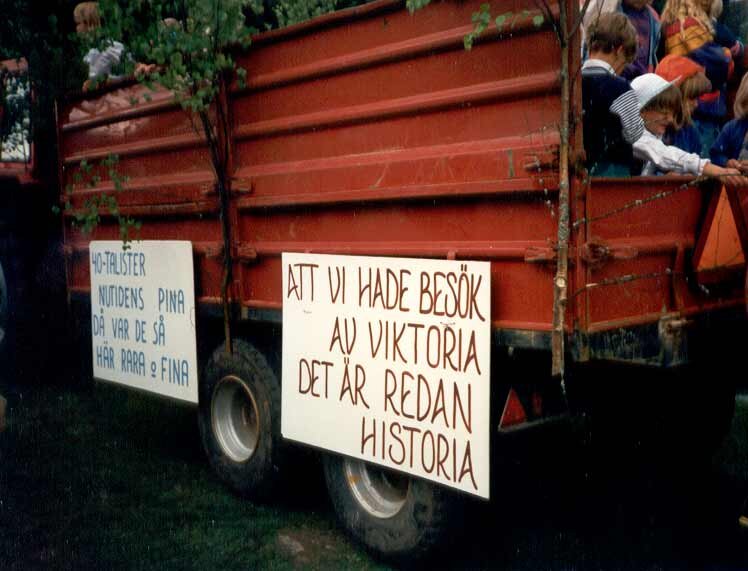 40-TALISTER
NUTIDENS PINA
DÅ VAR DE SÅ
HÄR RARA o FINA
ATT VI HADE BESÖK
AV VIKTORIA
DET ÄR REDAN
HISTORIA